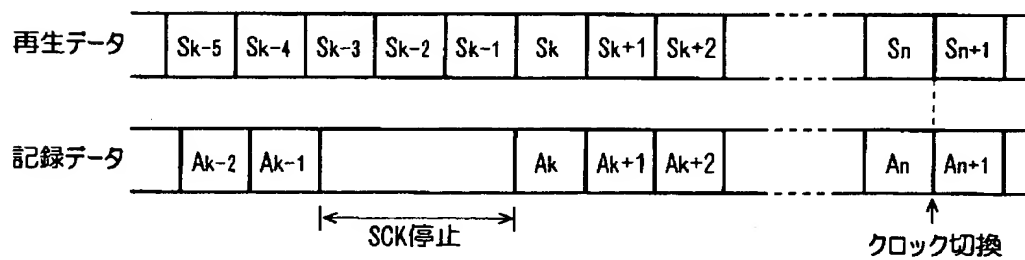 再生データ Sk-5 Sk-4 Sk-3 Sk-2 Sk-1 Sk Sk+1 Sk+2 Sn Sn+1
記録データ Ak-2 Ak-1 Ak Ak+1 Ak+2 An An+1
SCK停止
クロック切換